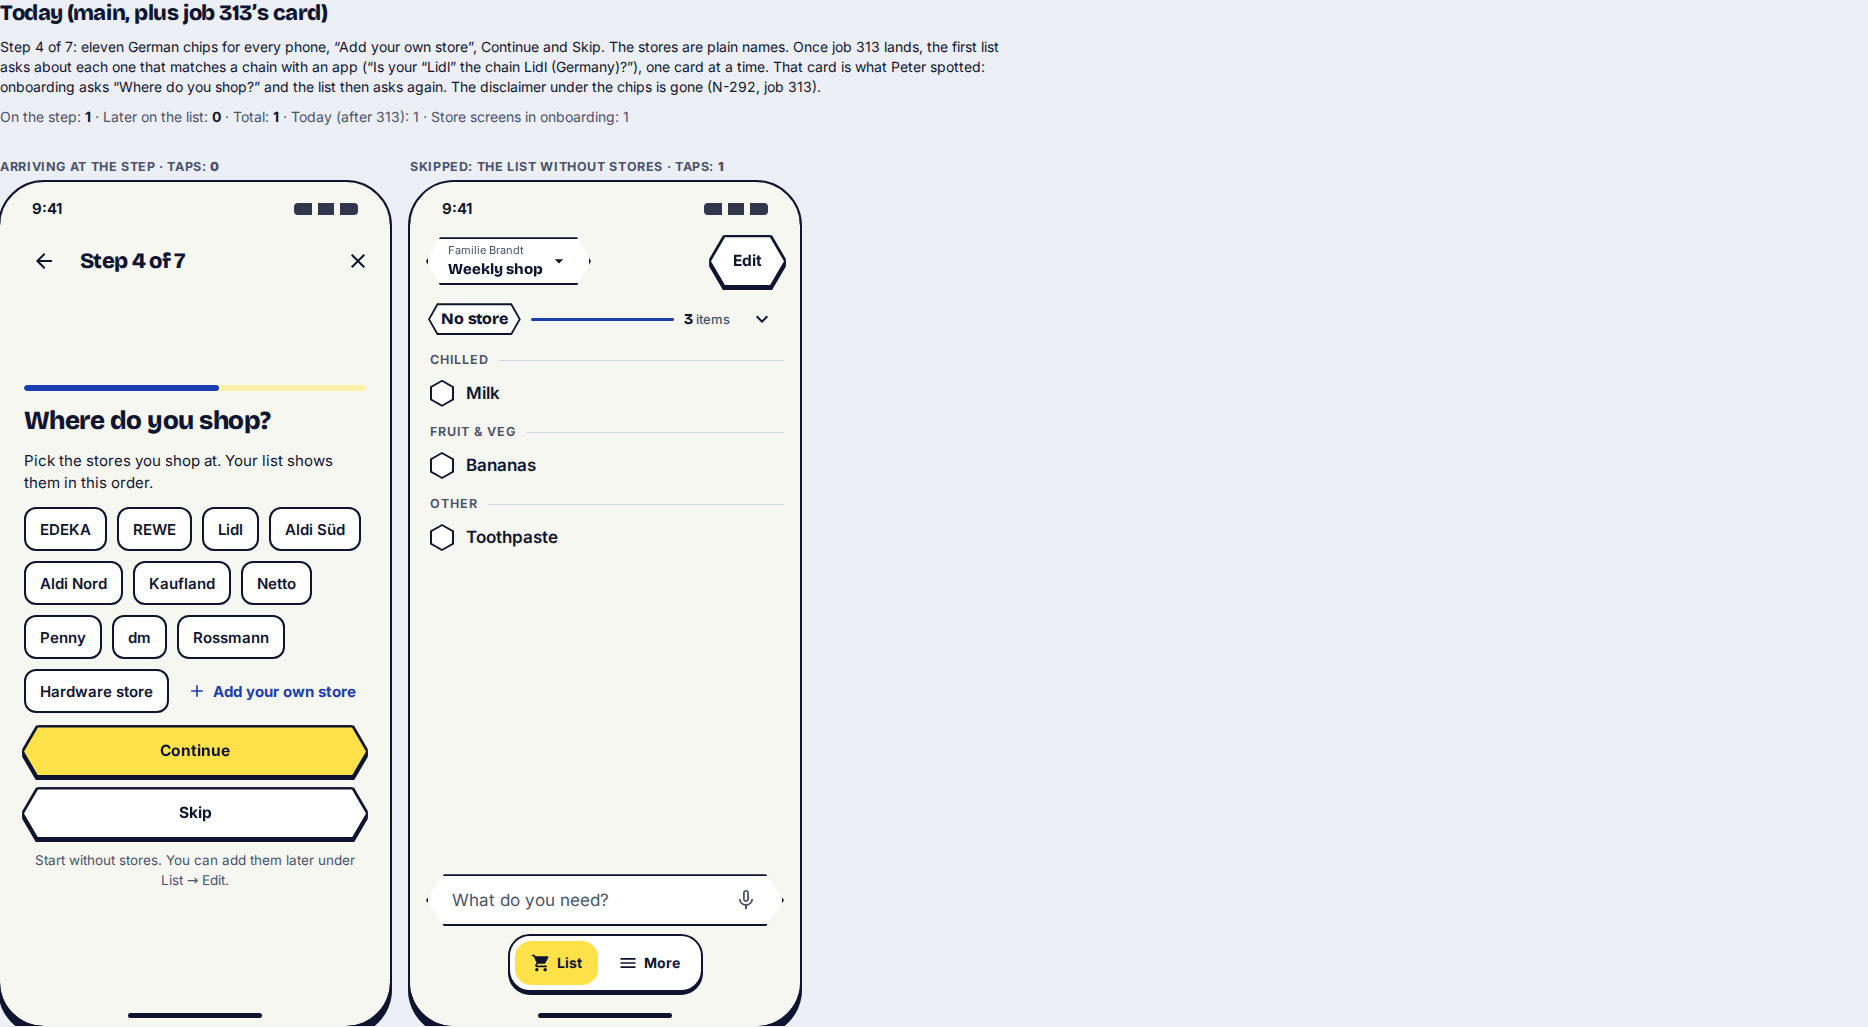 Today (main, plus job 313’s card)
Step 4 of 7: eleven German chips for every phone, “Add your own store”, Continue and Skip. The stores are plain names. Once job 313 lands, the first list
asks about each one that matches a chain with an app (“Is your “Lidl” the chain Lidl (Germany)?”), one card at a time. That card is what Peter spotted:
onboarding asks “Where do you shop?” and the list then asks again. The disclaimer under the chips is gone (N-292, job 313).
On the step: 1 · Later on the list: 0 · Total: 1 · Today (after 313): 1 · Store screens in onboarding: 1
ARRIVING AT THE STEP · TAPS: 0
9:41
Step 4 of 7
Where do you shop?
Pick the stores you shop at. Your list shows
them in this order.
EDEKA REWE Lidl Aldi Süd
Aldi Nord Kaufland Netto
Penny dm Rossmann
Hardware store + Add your own store
Continue
Skip
Start without stores. You can add them later under
List → Edit.
SKIPPED: THE LIST WITHOUT STORES · TAPS: 1
9:41
Familie Brandt
Weekly shop
Edit
No store 3 items
CHILLED
Milk
FRUIT & VEG
Bananas
OTHER
Toothpaste
What do you need?
List More